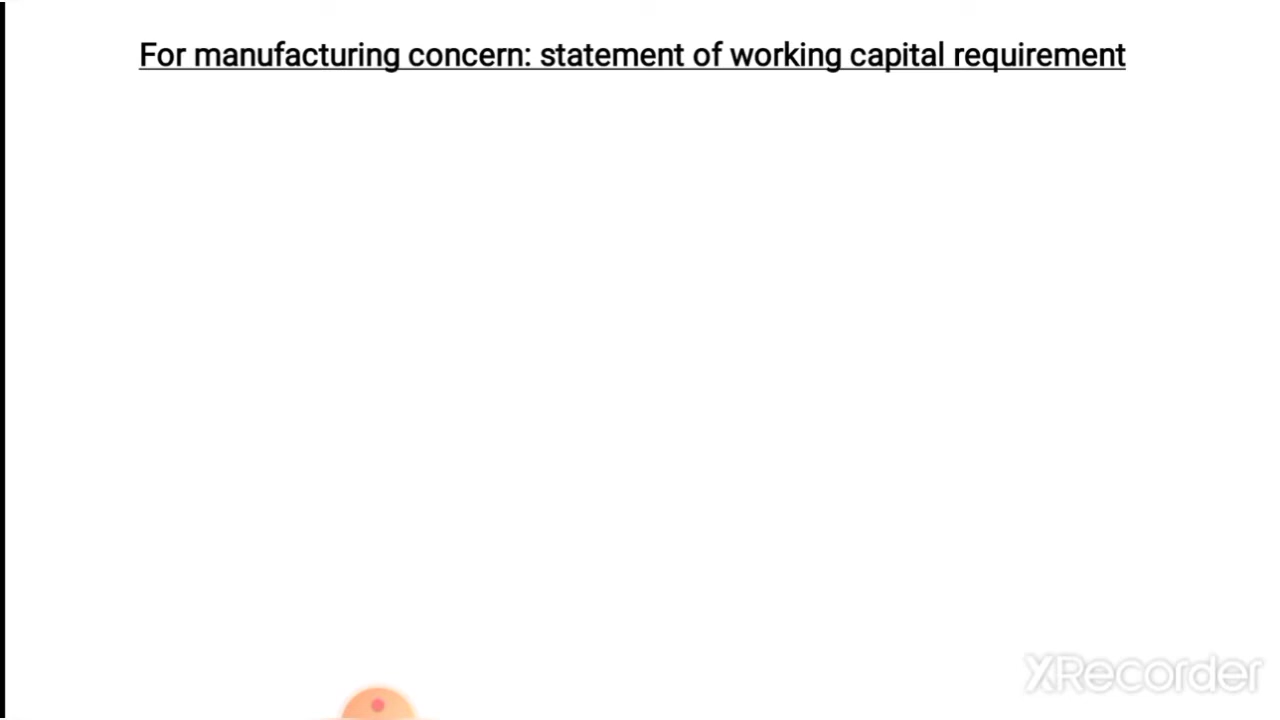 For manufacturing concern: statement of working capital requirement
XRecorder